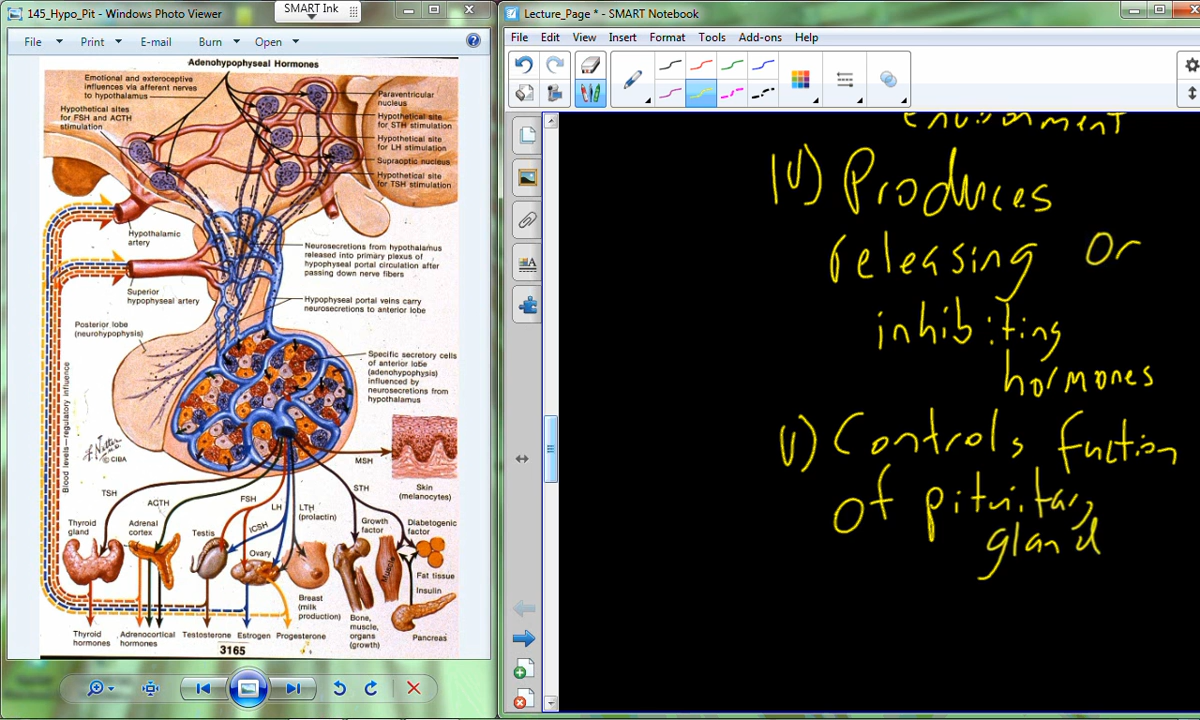 145_Hypo_Pit - Windows Photo Viewer
SMART Ink
File Print E-mail Burn Open
Adenohypophyseal Hormones
Emotional and exteroceptive
influences via afferent nerves
to hypothalamus
Hypothetical sites
for FSH and ACTH
stimulation
Paraventricular
nucleus
Hypothetical site
for STH stimulation
Hypothetical site
for LH stimulation
Supraoptic nucleus
Hypothetical site
for TSH stimulation
Hypothalamic
artery
Neurosecretions from hypothalamus
released into primary plexus of
hypophyseal portal circulation after
passing down nerve fibers
Superior
hypophyseal artery
Hypophyseal portal veins carry
neurosecretions to anterior lobe
Posterior lobe
(neurohypophysis)
Specific secretory cells
of anterior lobe
(adenohypophysis)
influenced by
neurosecretions from
hypothalamus
Blood levels—regulatory influence
© CIBA
MSH
Skin
(melanocytes)
TSH
ACTH
FSH
ICSH
LH
LTH
(prolactin)
STH
Thyroid
gland
Adrenal
cortex
Testis
Ovary
Breast
(milk
production)
Growth
factor
Diabetogenic
factor
Muscle
Fat tissue
Insulin
Bone,
muscle,
organs
(growth)
Pancreas
Thyroid
hormones
Adrenocortical
hormones
Testosterone
Estrogen
Progesterone
3165
Lecture_Page * - SMART Notebook
File Edit View Insert Format Tools Add-ons Help
environment
IV) Produces
releasing or
inhibiting
hormones
V) Controls fuction
of pituitary
gland